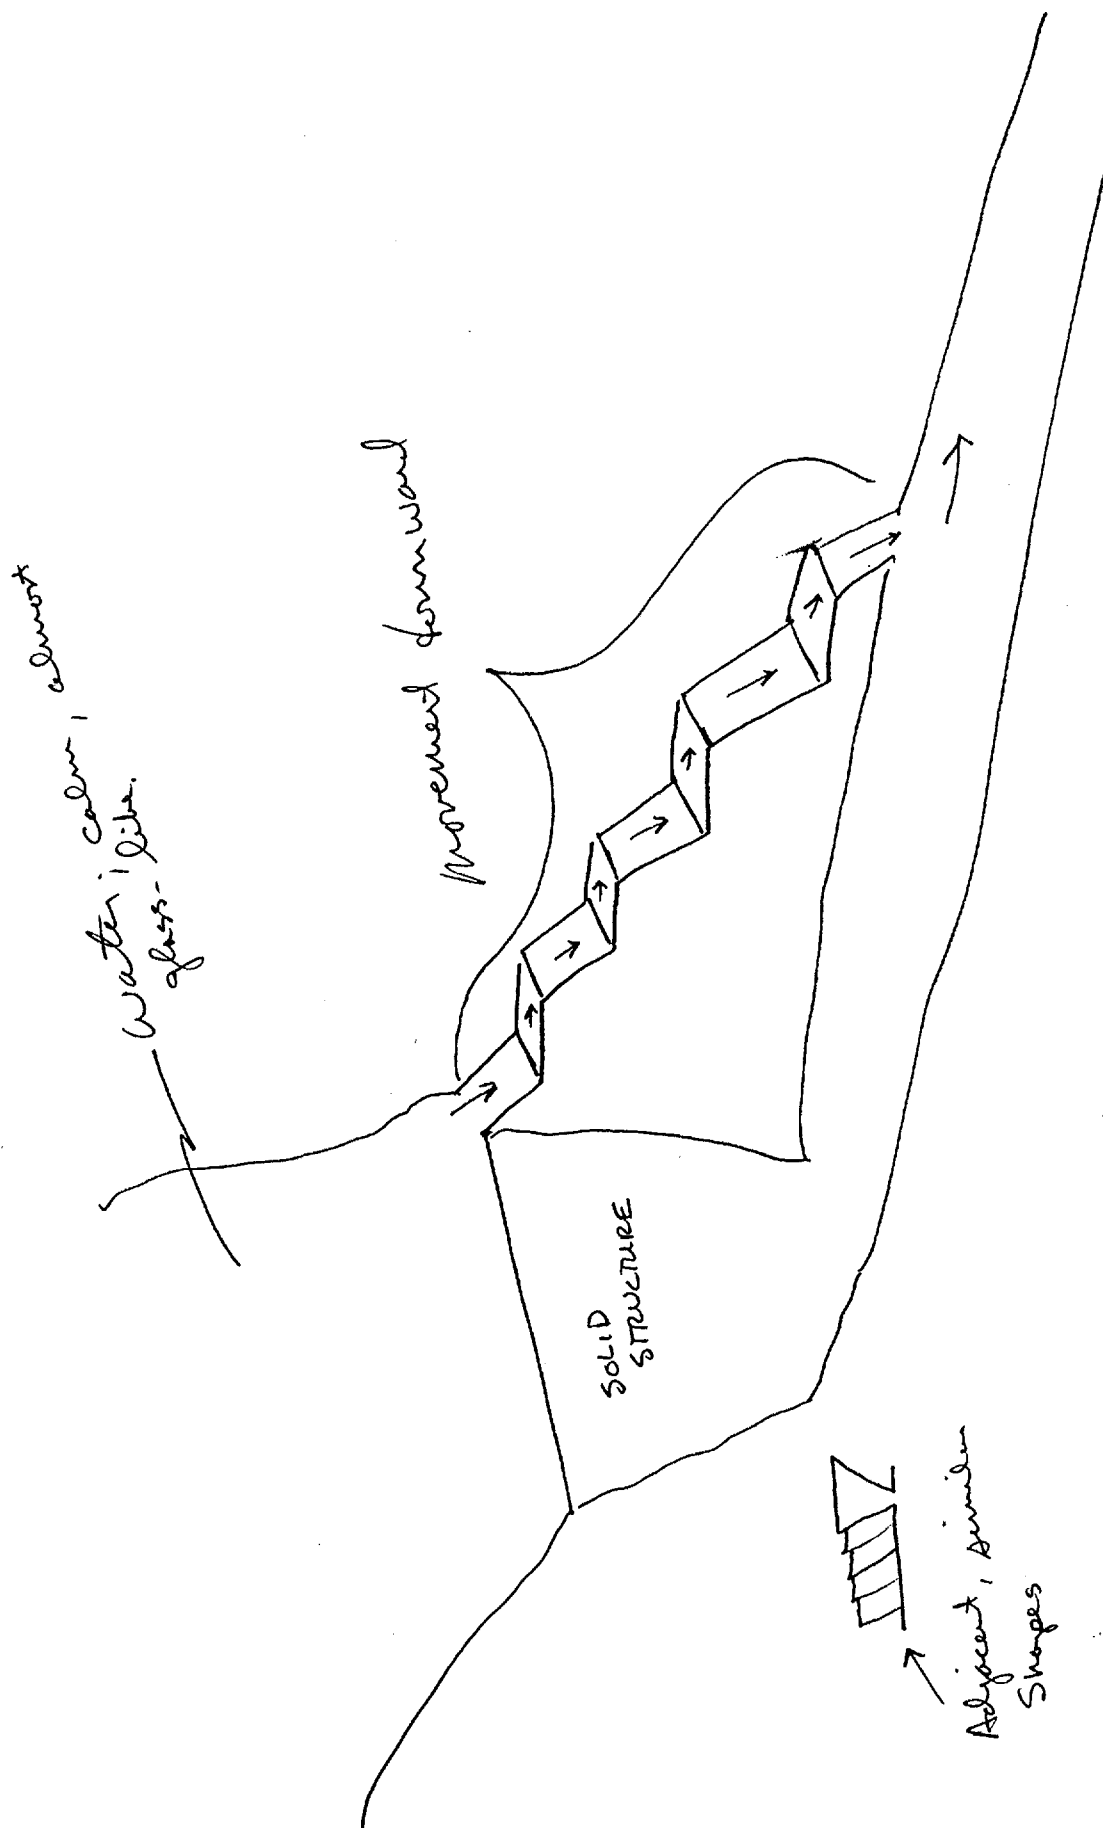 Water; calm, almost
glass-like.
Movement downward
SOLID
STRUCTURE
Adjacent, similar
Shapes